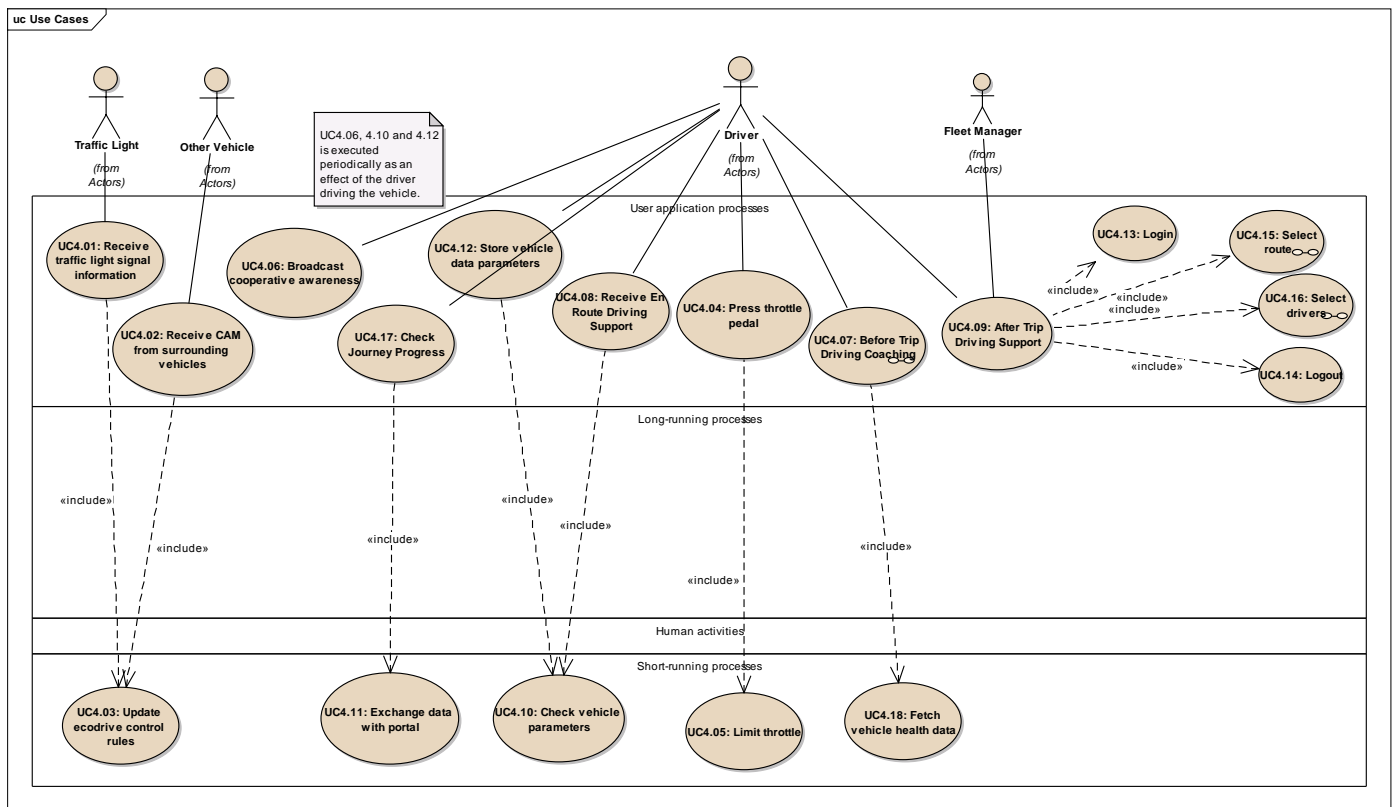 uc Use Cases
Traffic Light
(from
Actors)
Other Vehicle
(from
Actors)
UC4.06, 4.10 and 4.12
is executed
periodically as an
effect of the driver
driving the vehicle.
Driver
(from
Actors)
Fleet Manager
(from
Actors)
User application processes
UC4.01: Receive
traffic light signal
information
UC4.02: Receive CAM
from surrounding
vehicles
UC4.06: Broadcast
cooperative awareness
UC4.17: Check
Journey Progress
UC4.12: Store vehicle
data parameters
UC4.08: Receive En
Route Driving
Support
UC4.04: Press throttle
pedal
UC4.07: Before Trip
Driving Coaching
UC4.09: After Trip
Driving Support
UC4.13: Login
UC4.15: Select
route
UC4.16: Select
drivers
UC4.14: Logout
«include»
«include»
«include»
«include»
Long-running processes
«include»
«include»
«include»
«include»
«include»
«include»
«include»
Human activities
Short-running processes
UC4.03: Update
ecodrive control
rules
UC4.11: Exchange data
with portal
UC4.10: Check vehicle
parameters
UC4.05: Limit throttle
UC4.18: Fetch
vehicle health data